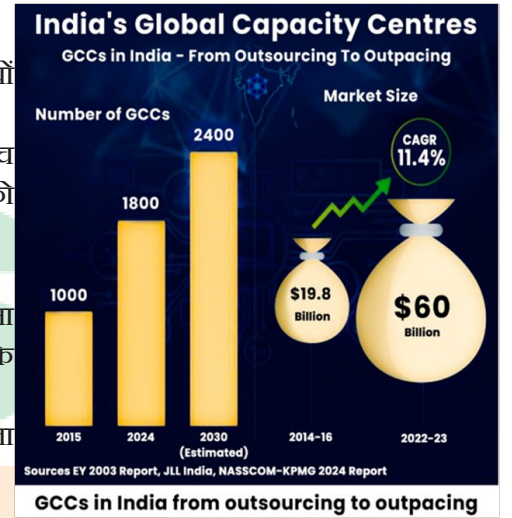 India's Global Capacity Centres
GCCs in India - From Outsourcing To Outpacing
Number of GCCs
Market Size
2400
1800
1000
CAGR
11.4%
$19.8
Billion
$60
Billion
2015
2024
2030
(Estimated)
2014-16
2022-23
Sources EY 2003 Report, JLL India, NASSCOM-KPMG 2024 Report
GCCs in India from outsourcing to outpacing